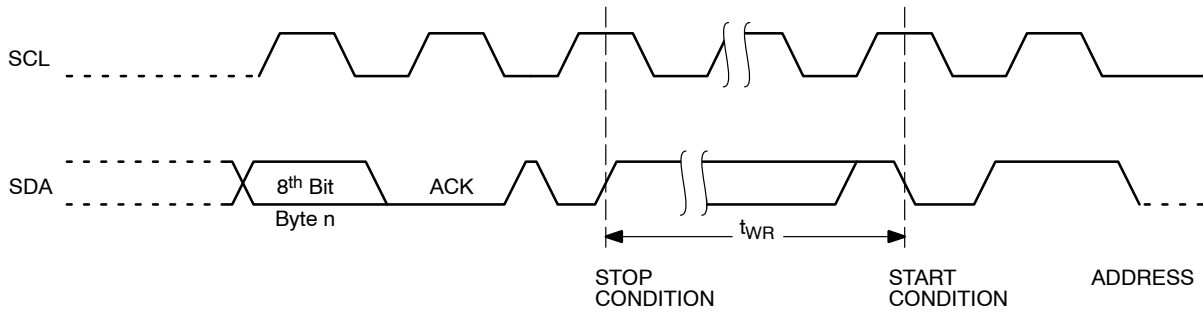 SCL
SDA
8th Bit
Byte n
ACK
tWR
STOP
CONDITION
START
CONDITION
ADDRESS